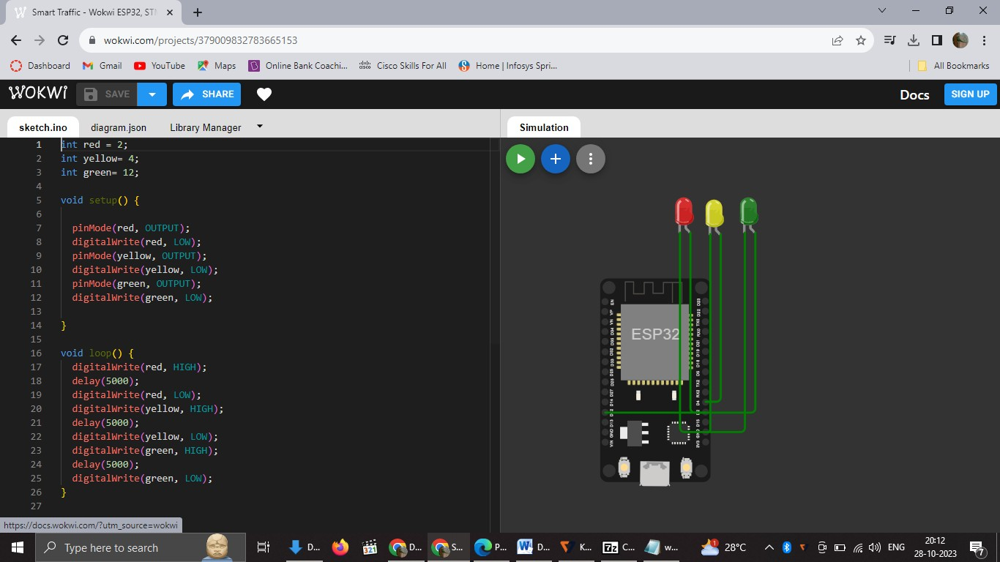 Smart Traffic - Wokwi ESP32, STM
wokwi.com/projects/379009832783665153
Dashboard Gmail YouTube Maps Online Bank Coachi... Cisco Skills For All Home | Infosys Spri... All Bookmarks
WOKWI SAVE SHARE Docs SIGN UP
sketch.ino diagram.json Library Manager Simulation
1 int red = 2;
2 int yellow= 4;
3 int green= 12;
4
5 void setup() {
6
7 pinMode(red, OUTPUT);
8 digitalWrite(red, LOW);
9 pinMode(yellow, OUTPUT);
10 digitalWrite(yellow, LOW);
11 pinMode(green, OUTPUT);
12 digitalWrite(green, LOW);
13
14 }
15
16 void loop() {
17 digitalWrite(red, HIGH);
18 delay(5000);
19 digitalWrite(red, LOW);
20 digitalWrite(yellow, HIGH);
21 delay(5000);
22 digitalWrite(yellow, LOW);
23 digitalWrite(green, HIGH);
24 delay(5000);
25 digitalWrite(green, LOW);
26 }
27
ESP32
https://docs.wokwi.com/?utm_source=wokwi
Type here to search
321 D... D... S... P... D... K... 7z C... w... 1 28°C ENG
20:12
28-10-2023
7